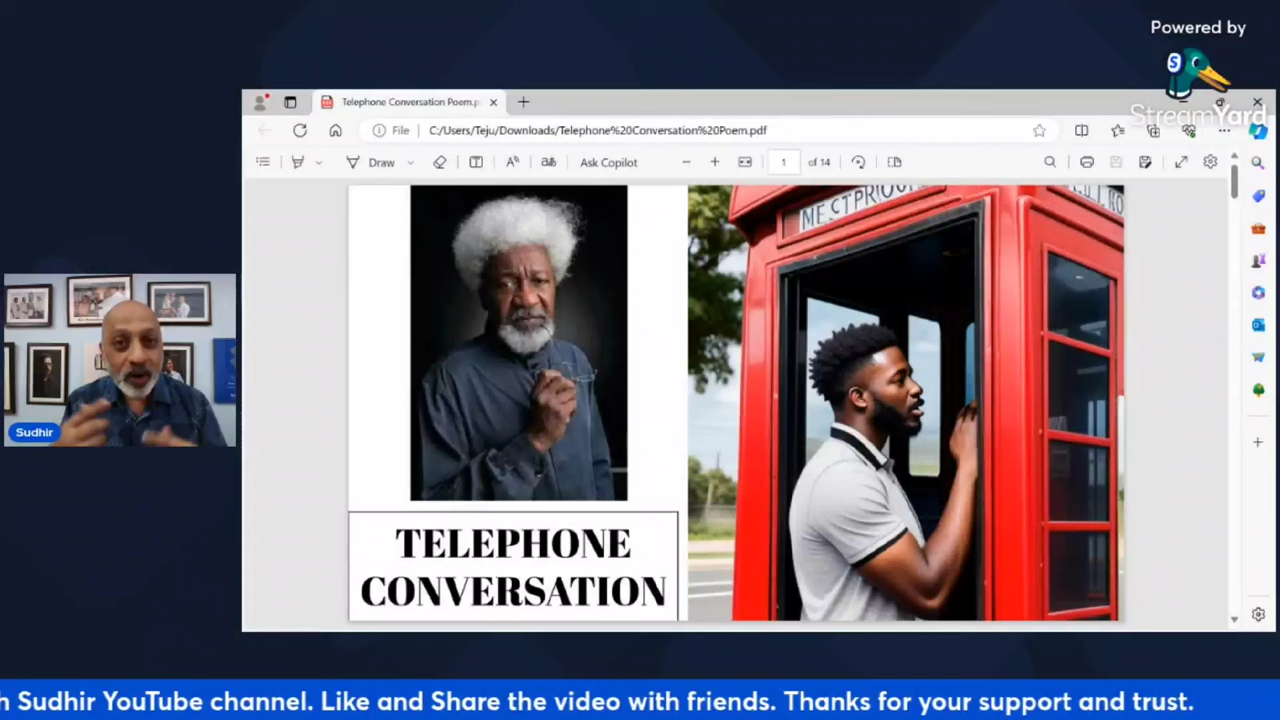 Powered by
StreamYard
Telephone Conversation Poem.p
File
C:/Users/Teju/Downloads/Telephone%20Conversation%20Poem.pdf
Draw
Ask Copilot
1
of 14
TELEPHONE
CONVERSATION
Sudhir
h Sudhir YouTube channel. Like and Share the video with friends. Thanks for your support and trust.